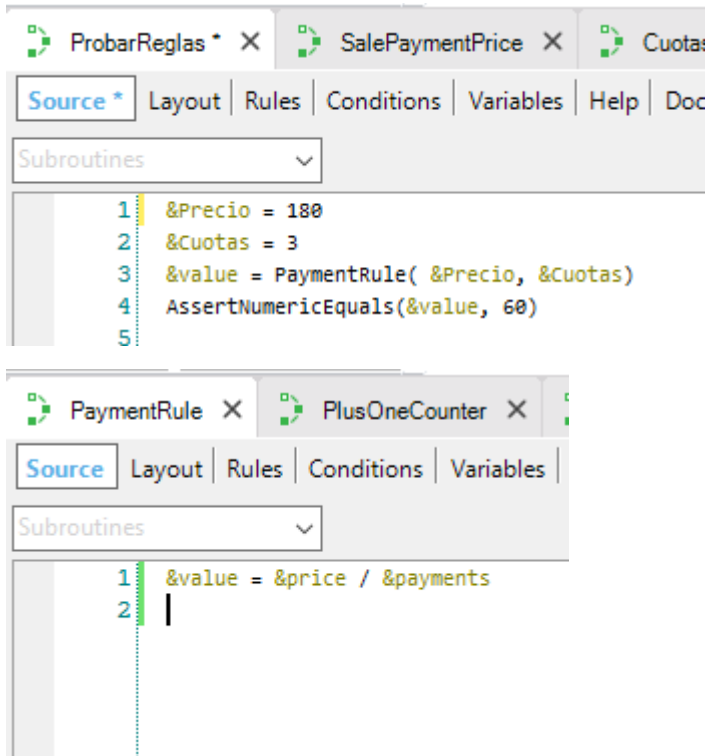 ProbarReglas * SalePaymentPrice Cuotas
Source * Layout Rules Conditions Variables Help Doc
Subroutines
1 &Precio = 180
2 &Cuotas = 3
3 &value = PaymentRule( &Precio, &Cuotas)
4 AssertNumericEquals(&value, 60)
5
PaymentRule PlusOneCounter
Source Layout Rules Conditions Variables
Subroutines
1 &value = &price / &payments
2